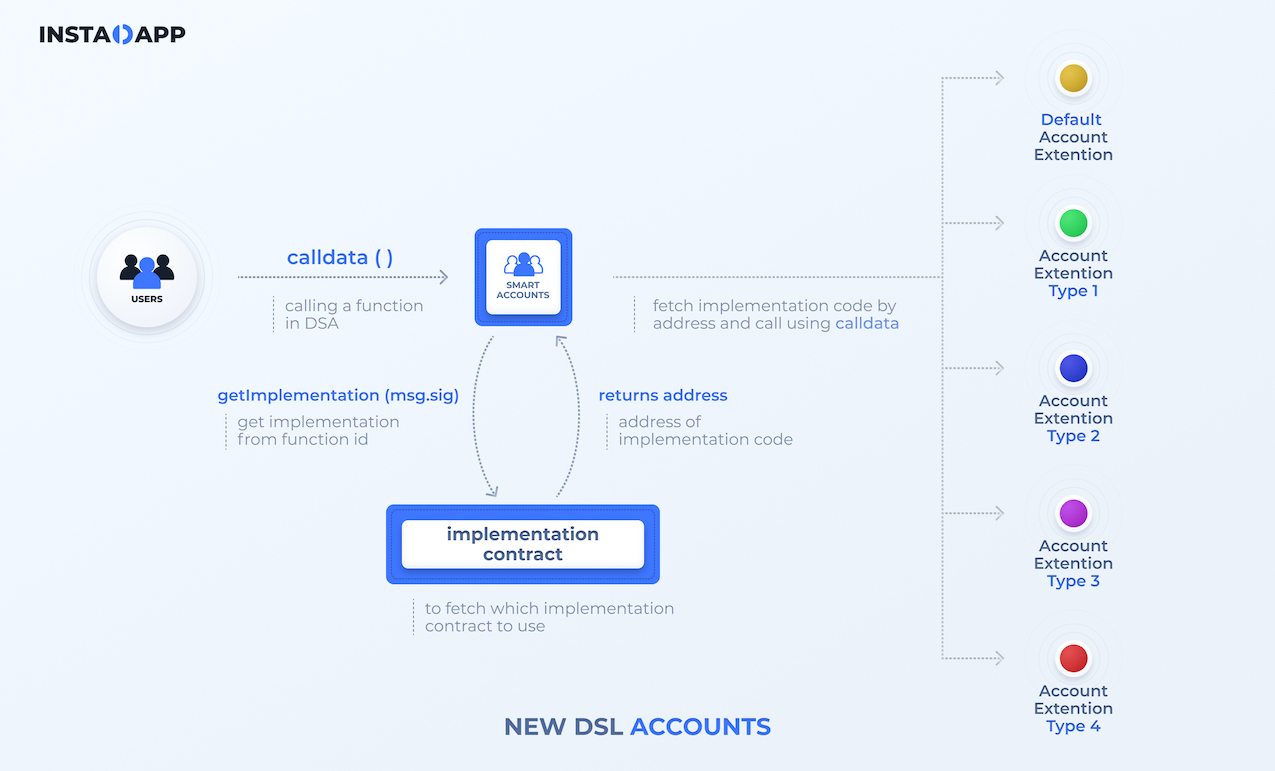 INSTADAPP
Default
Account
Extention
Account
Extention
Type 1
calldata ( )
SMART
ACCOUNTS
USERS
calling a function
in DSA
fetch implementation code by
address and call using calldata
getImplementation (msg.sig)
get implementation
from function id
returns address
address of
implementation code
Account
Extention
Type 2
implementation
contract
to fetch which implementation
contract to use
Account
Extention
Type 3
Account
Extention
Type 4
NEW DSL ACCOUNTS